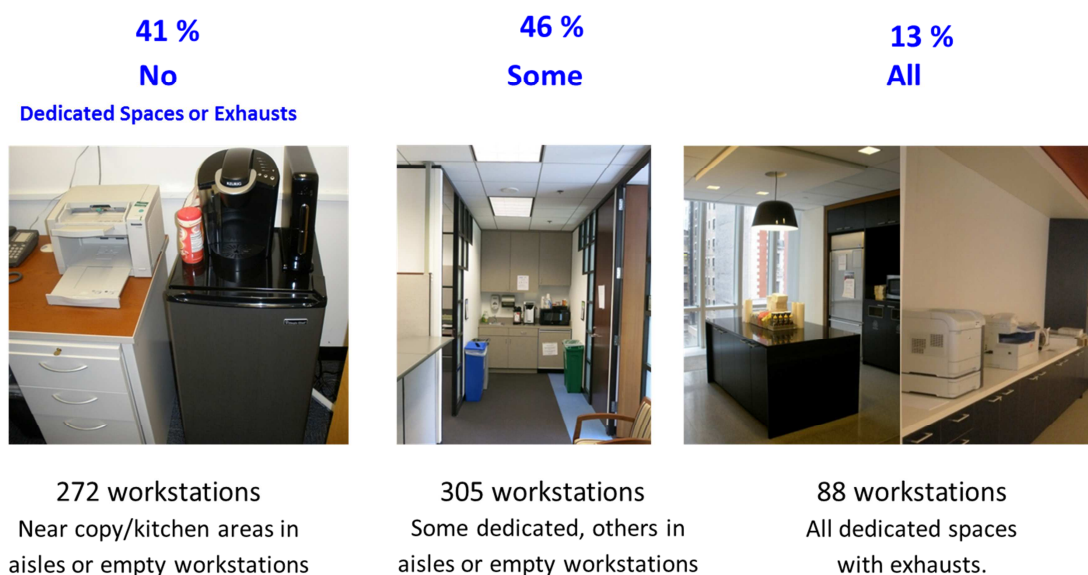 41 %
No
Dedicated Spaces or Exhausts
46 %
Some
13 %
All
KEURIG
272 workstations
Near copy/kitchen areas in
aisles or empty workstations
305 workstations
Some dedicated, others in
aisles or empty workstations
88 workstations
All dedicated spaces
with exhausts.